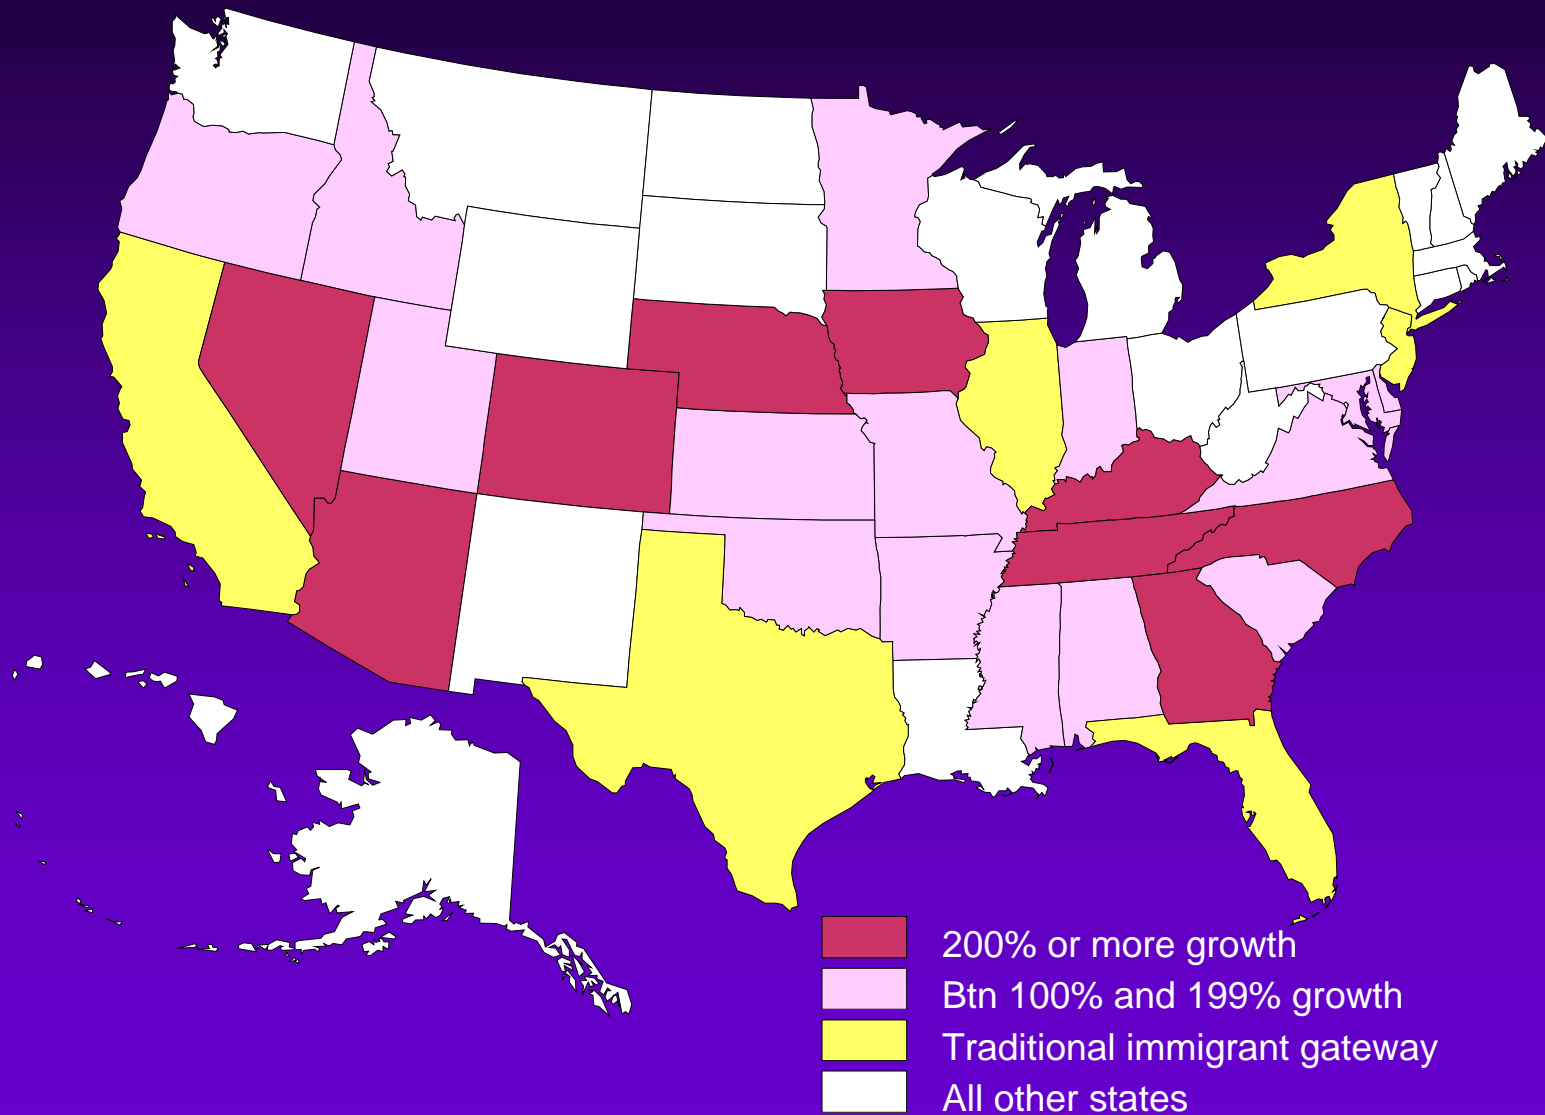 200% or more growth
Btn 100% and 199% growth
Traditional immigrant gateway
All other states